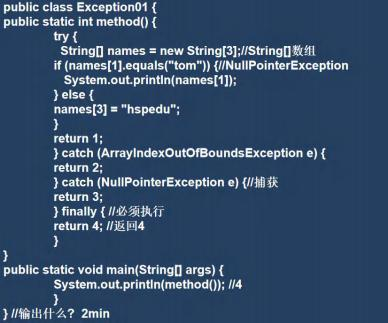 public class Exception01 {
public static int method() {
try {
String[] names = new String[3];//String[]数组
if (names[1].equals("tom")) {//NullPointerException
System.out.println(names[1]);
} else {
names[3] = "hspedu";
}
return 1;
} catch (ArrayIndexOutOfBoundsException e) {
return 2;
} catch (NullPointerException e) {//捕获
return 3;
} finally { //必须执行
return 4; //返回4
}
}
public static void main(String[] args) {
System.out.println(method()); //4
}
} //输出什么? 2min